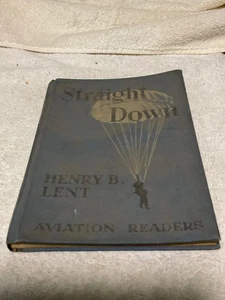 Straight
Down
HENRY B.
LENT
AVIATION READERS